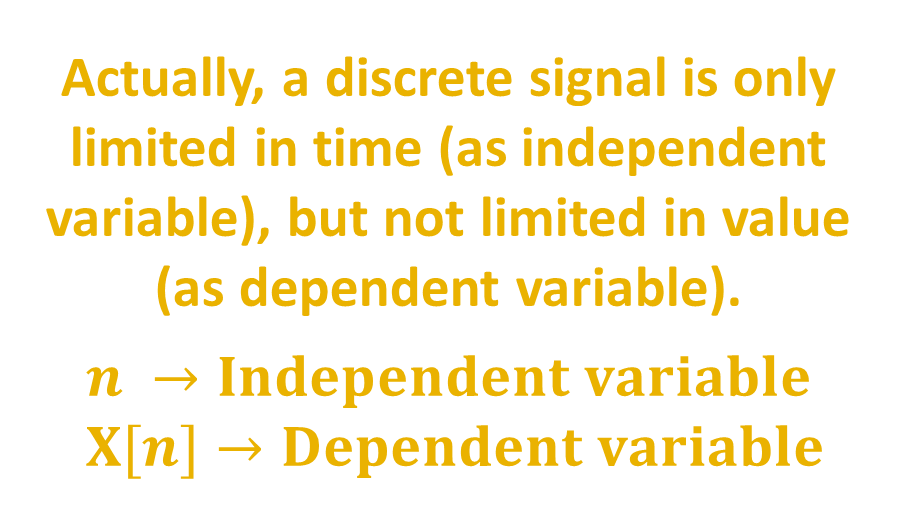 Actually, a discrete signal is only
limited in time (as independent
variable), but not limited in value
(as dependent variable).
n → Independent variable
X[n] → Dependent variable